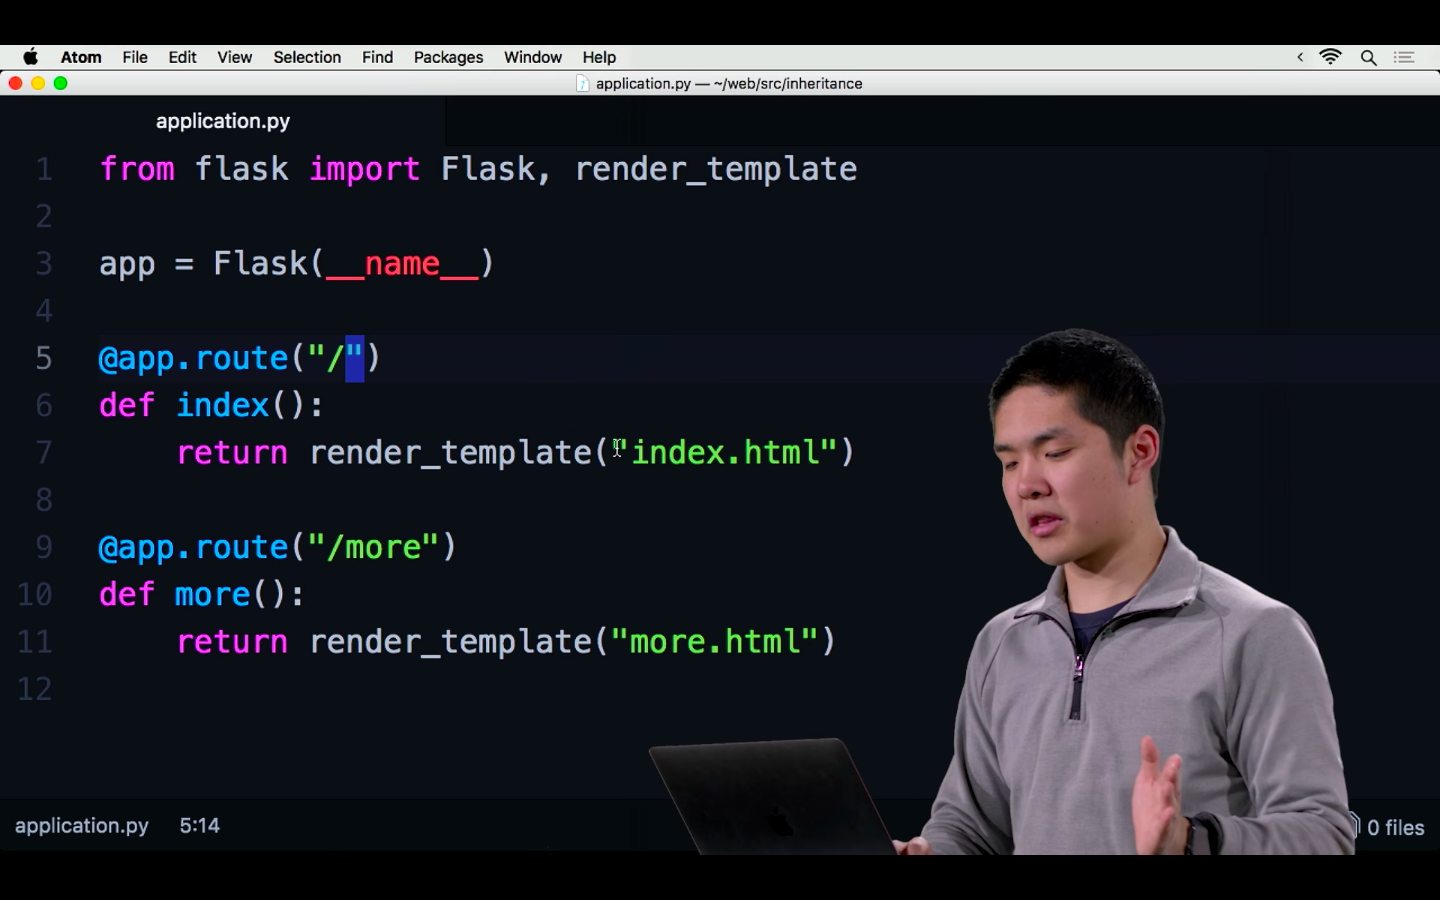 Atom File Edit View Selection Find Packages Window Help
application.py — ~/web/src/inheritance
application.py
1 from flask import Flask, render_template
2
3 app = Flask(__name__)
4
5 @app.route("/")
6 def index():
7     return render_template("index.html")
8
9 @app.route("/more")
10 def more():
11     return render_template("more.html")
12
application.py 5:14
0 files